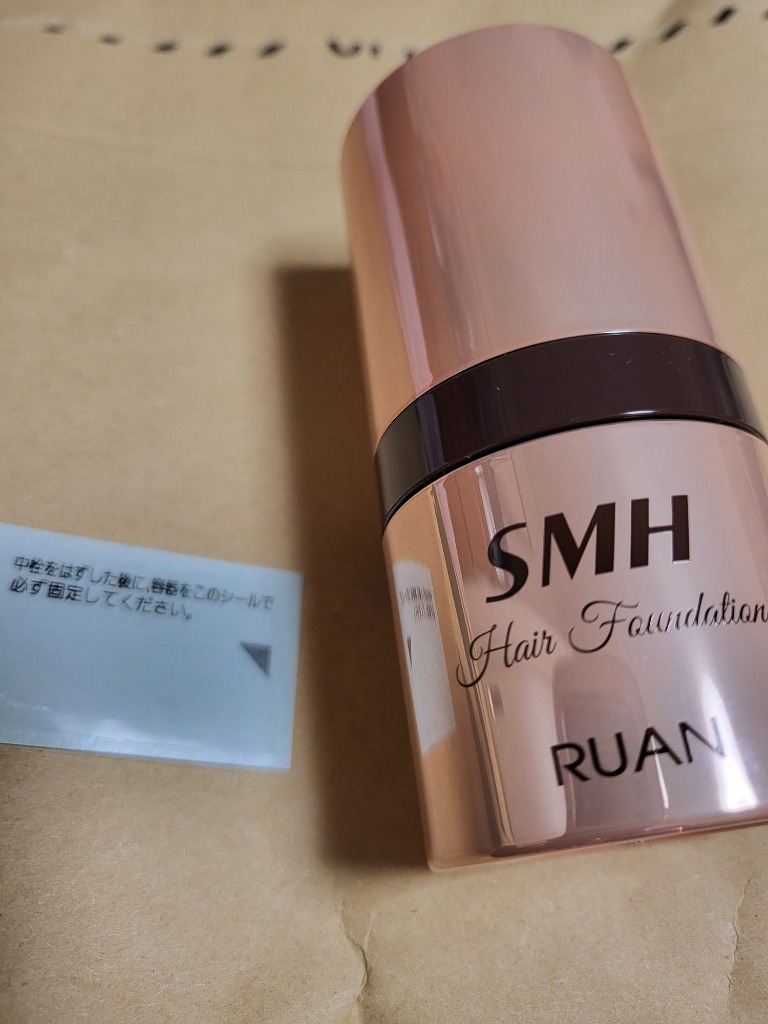 SMH
Hair Foundation
RUAN
中栓をはずした後に、容器をこのシールで
必ず固定してください。